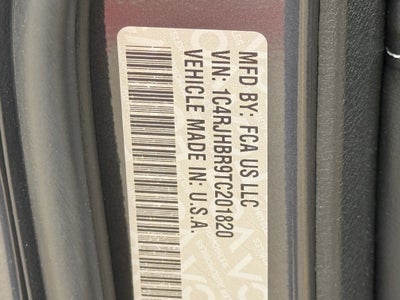 MFD BY: FCA US LLC
VIN: 1C4RJHBR9TC201820
VEHICLE MADE IN: U.S.A.